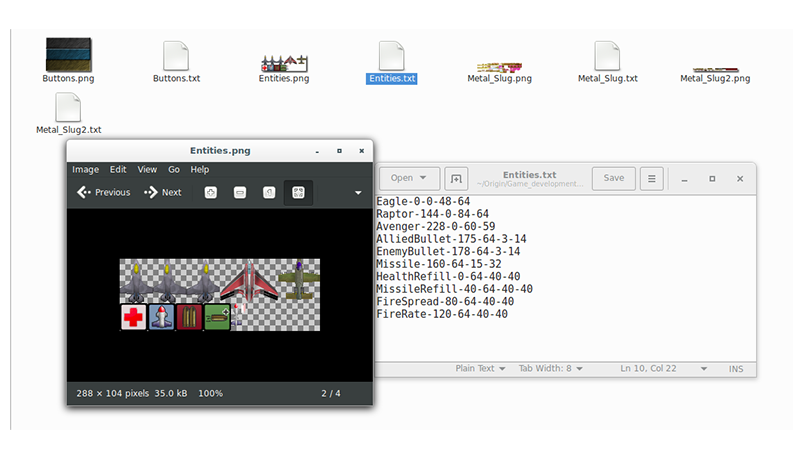 Buttons.png
Buttons.txt
Entities.png
Entities.txt
Metal_Slug.png
Metal_Slug.txt
Metal_Slug2.png
Metal_Slug2.txt
Entities.png
Image Edit View Go Help
Previous Next
288 × 104 pixels 35.0 kB 100% 2 / 4
Open Entities.txt Save
~/Origin/Game_development...
Eagle-0-0-48-64
Raptor-144-0-84-64
Avenger-228-0-60-59
AlliedBullet-175-64-3-14
EnemyBullet-178-64-3-14
Missile-160-64-15-32
HealthRefill-0-64-40-40
MissileRefill-40-64-40-40
FireSpread-80-64-40-40
FireRate-120-64-40-40
Plain Text Tab Width: 8 Ln 10, Col 22 INS